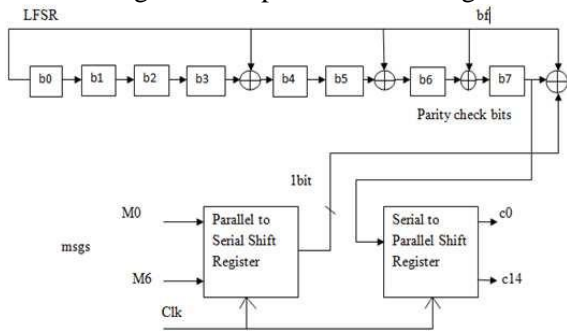 LFSR bf
b0 b1 b2 b3 b4 b5 b6 b7
Parity check bits
1bit
M0 Parallel to Serial to c0
Serial Shift Parallel Shift
msgs Register Register
M6 c14
Clk